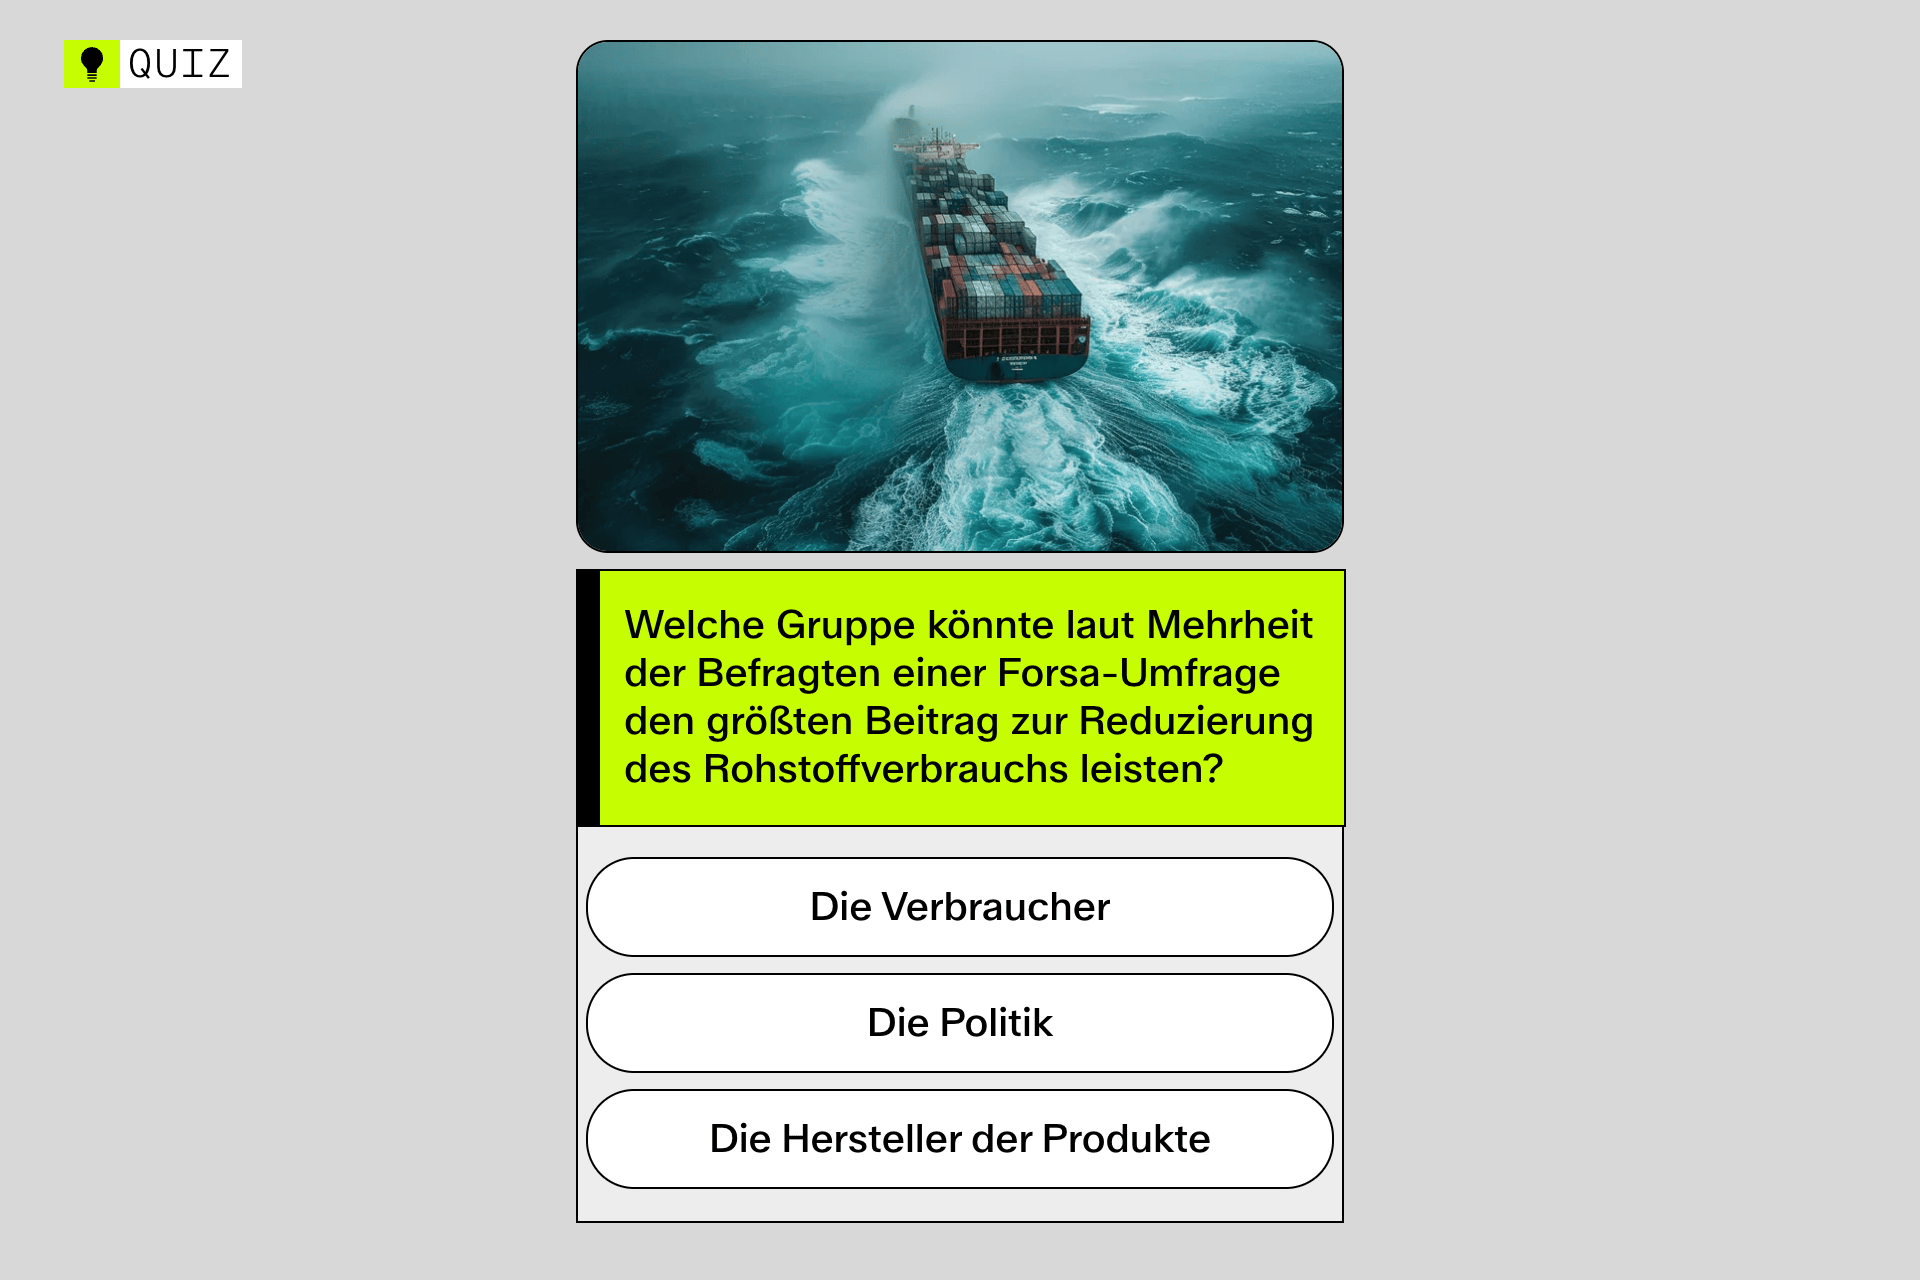 QUIZ
Welche Gruppe könnte laut Mehrheit
der Befragten einer Forsa-Umfrage
den größten Beitrag zur Reduzierung
des Rohstoffverbrauchs leisten?
Die Verbraucher
Die Politik
Die Hersteller der Produkte